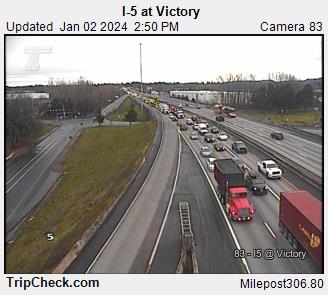 I-5 at Victory
Updated Jan 02 2024 2:50 PM Camera 83
S
83 - I5 @ Victory
TripCheck.com Milepost306.80